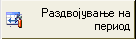 Раздвојување на
период